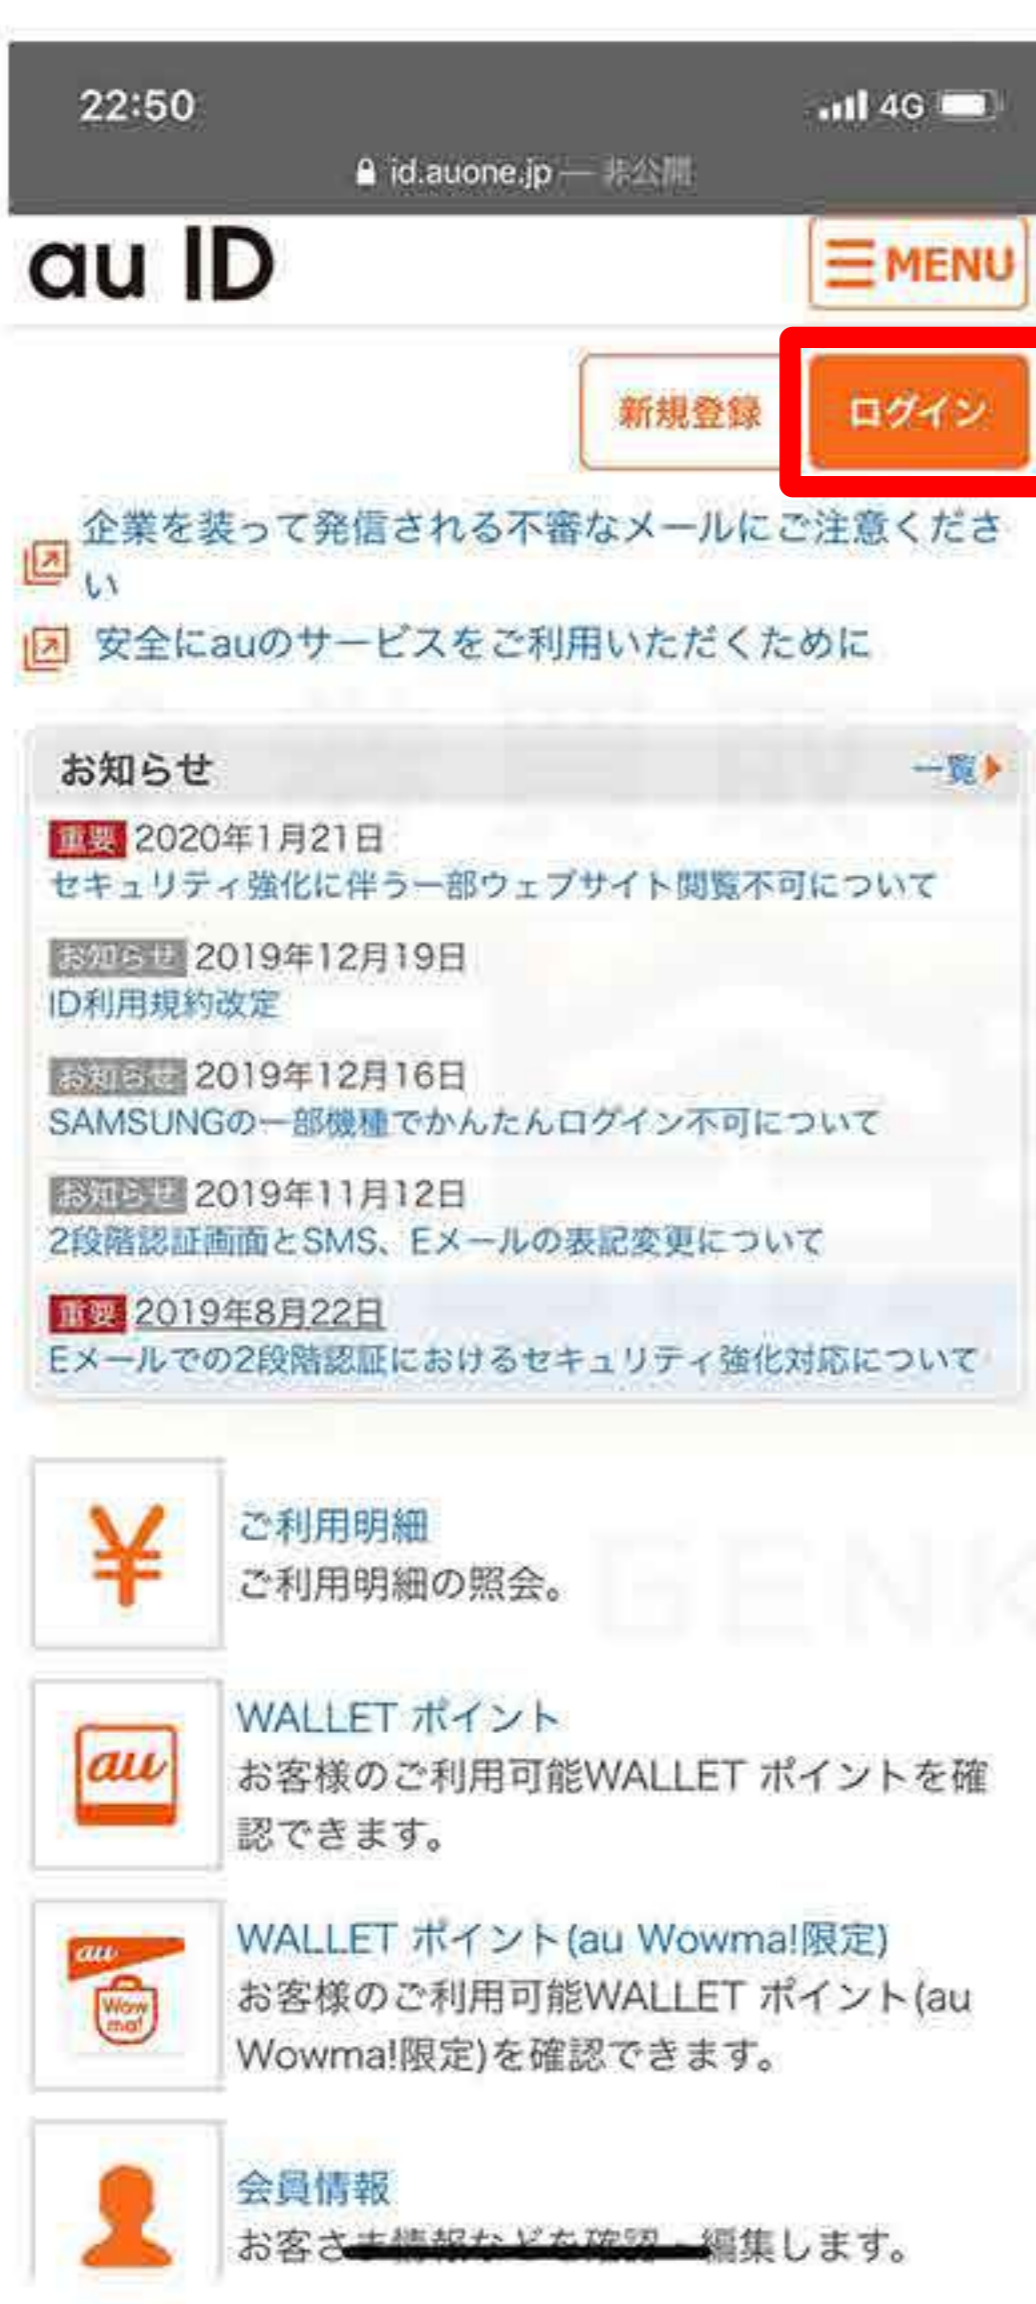 22:50
4G
id.auone.jp — 非公開
au ID
MENU
新規登録
ログイン
企業を装って発信される不審なメールにご注意くださ
い
安全にauのサービスをご利用いただくために
お知らせ
一覧
重要 2020年1月21日
セキュリティ強化に伴う一部ウェブサイト閲覧不可について
お知らせ 2019年12月19日
ID利用規約改定
お知らせ 2019年12月16日
SAMSUNGの一部機種でかんたんログイン不可について
お知らせ 2019年11月12日
2段階認証画面とSMS、Eメールの表記変更について
重要 2019年8月22日
Eメールでの2段階認証におけるセキュリティ強化対応について
¥
ご利用明細
ご利用明細の照会。
au
WALLET ポイント
お客様のご利用可能WALLET ポイントを確
認できます。
au
Wow
ma!
WALLET ポイント(au Wowma!限定)
お客様のご利用可能WALLET ポイント(au
Wowma!限定)を確認できます。
会員情報
お客さ編集します。